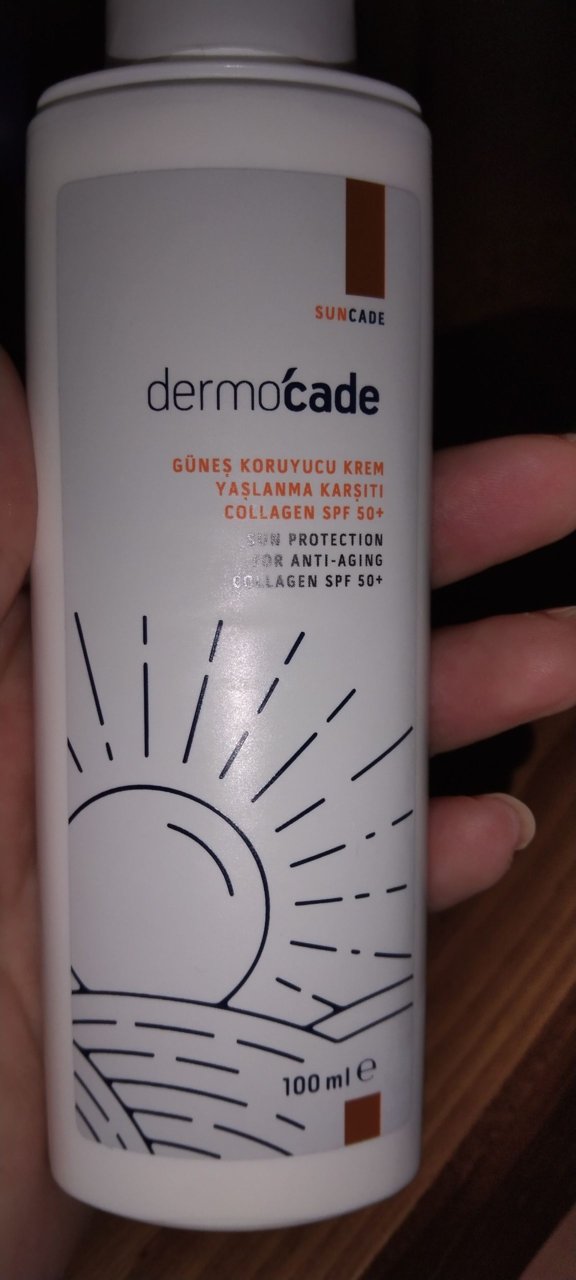 SUNCADE
dermo'cade
GÜNEŞ KORUYUCU KREM
YAŞLANMA KARŞITI
COLLAGEN SPF 50+
SUN PROTECTION
FOR ANTI-AGING
COLLAGEN SPF 50+
100 ml ℮